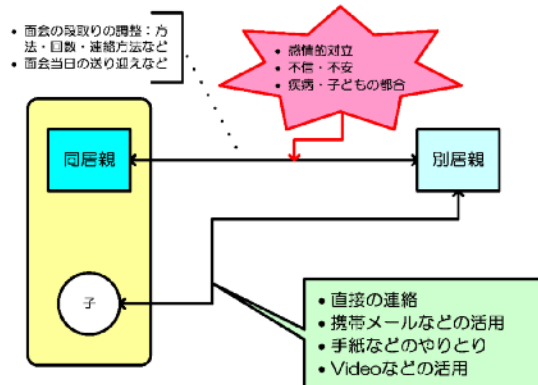 • 面会の段取りの調整：方
法・回数・連絡方法など
• 面会当日の送り迎えなど
• 感情的対立
• 不信・不安
• 疾病・子どもの都合
同居親
別居親
子
• 直接の連絡
• 携帯メールなどの活用
• 手紙などのやりとり
• Videoなどの活用